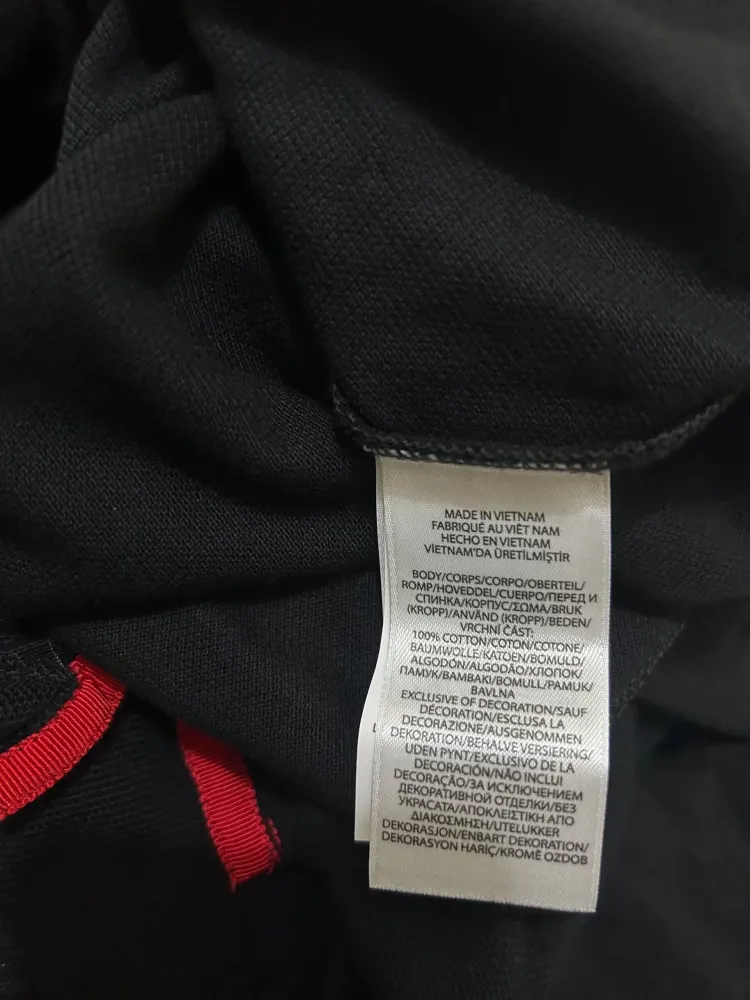 MADE IN VIETNAM
FABRIQUÉ AU VIÊT NAM
HECHO EN VIETNAM
VİETNAM'DA ÜRETİLMİŞTİR
BODY/CORPS/CORPO/OBERTEIL/
ROMP/HOVEDDEL/CUERPO/ПЕРЕД И
СПИНКА/КОРПУС/ΣΩΜΑ/BRUK
(KROPP)/ANVÄND (KROPP)/BEDEN/
VRCHNÍ ČÁST:
100% COTTON/COTON/COTONE/
BAUMWOLLE/KATOEN/BOMULD/
ALGODÓN/ALGODÃO/ХЛОПОК/
ПАМУК/ΒΑΜΒΑΚΙ/BOMULL/PAMUK/
BAVLNA
EXCLUSIVE OF DECORATION/SAUF
DÉCORATION/ESCLUSA LA
DECORAZIONE/AUSGENOMMEN
DEKORATION/BEHALVE VERSIERING/
UDEN PYNT/EXCLUSIVO DE LA
DECORACIÓN/NÃO INCLUI
DECORAÇÃO/ЗА ИСКЛЮЧЕНИЕМ
ДЕКОРАТИВНОЙ ОТДЕЛКИ/БЕЗ
УКРАСАТА/ΑΠΟΚΛΕΙΣΤΙΚΗ ΑΠΟ
ΔΙΑΚΟΣΜΗΣΗ/UTELUKKER
DEKORASJON/ENBART DEKORATION/
DEKORASYON HARİÇ/KROMĚ OZDOB